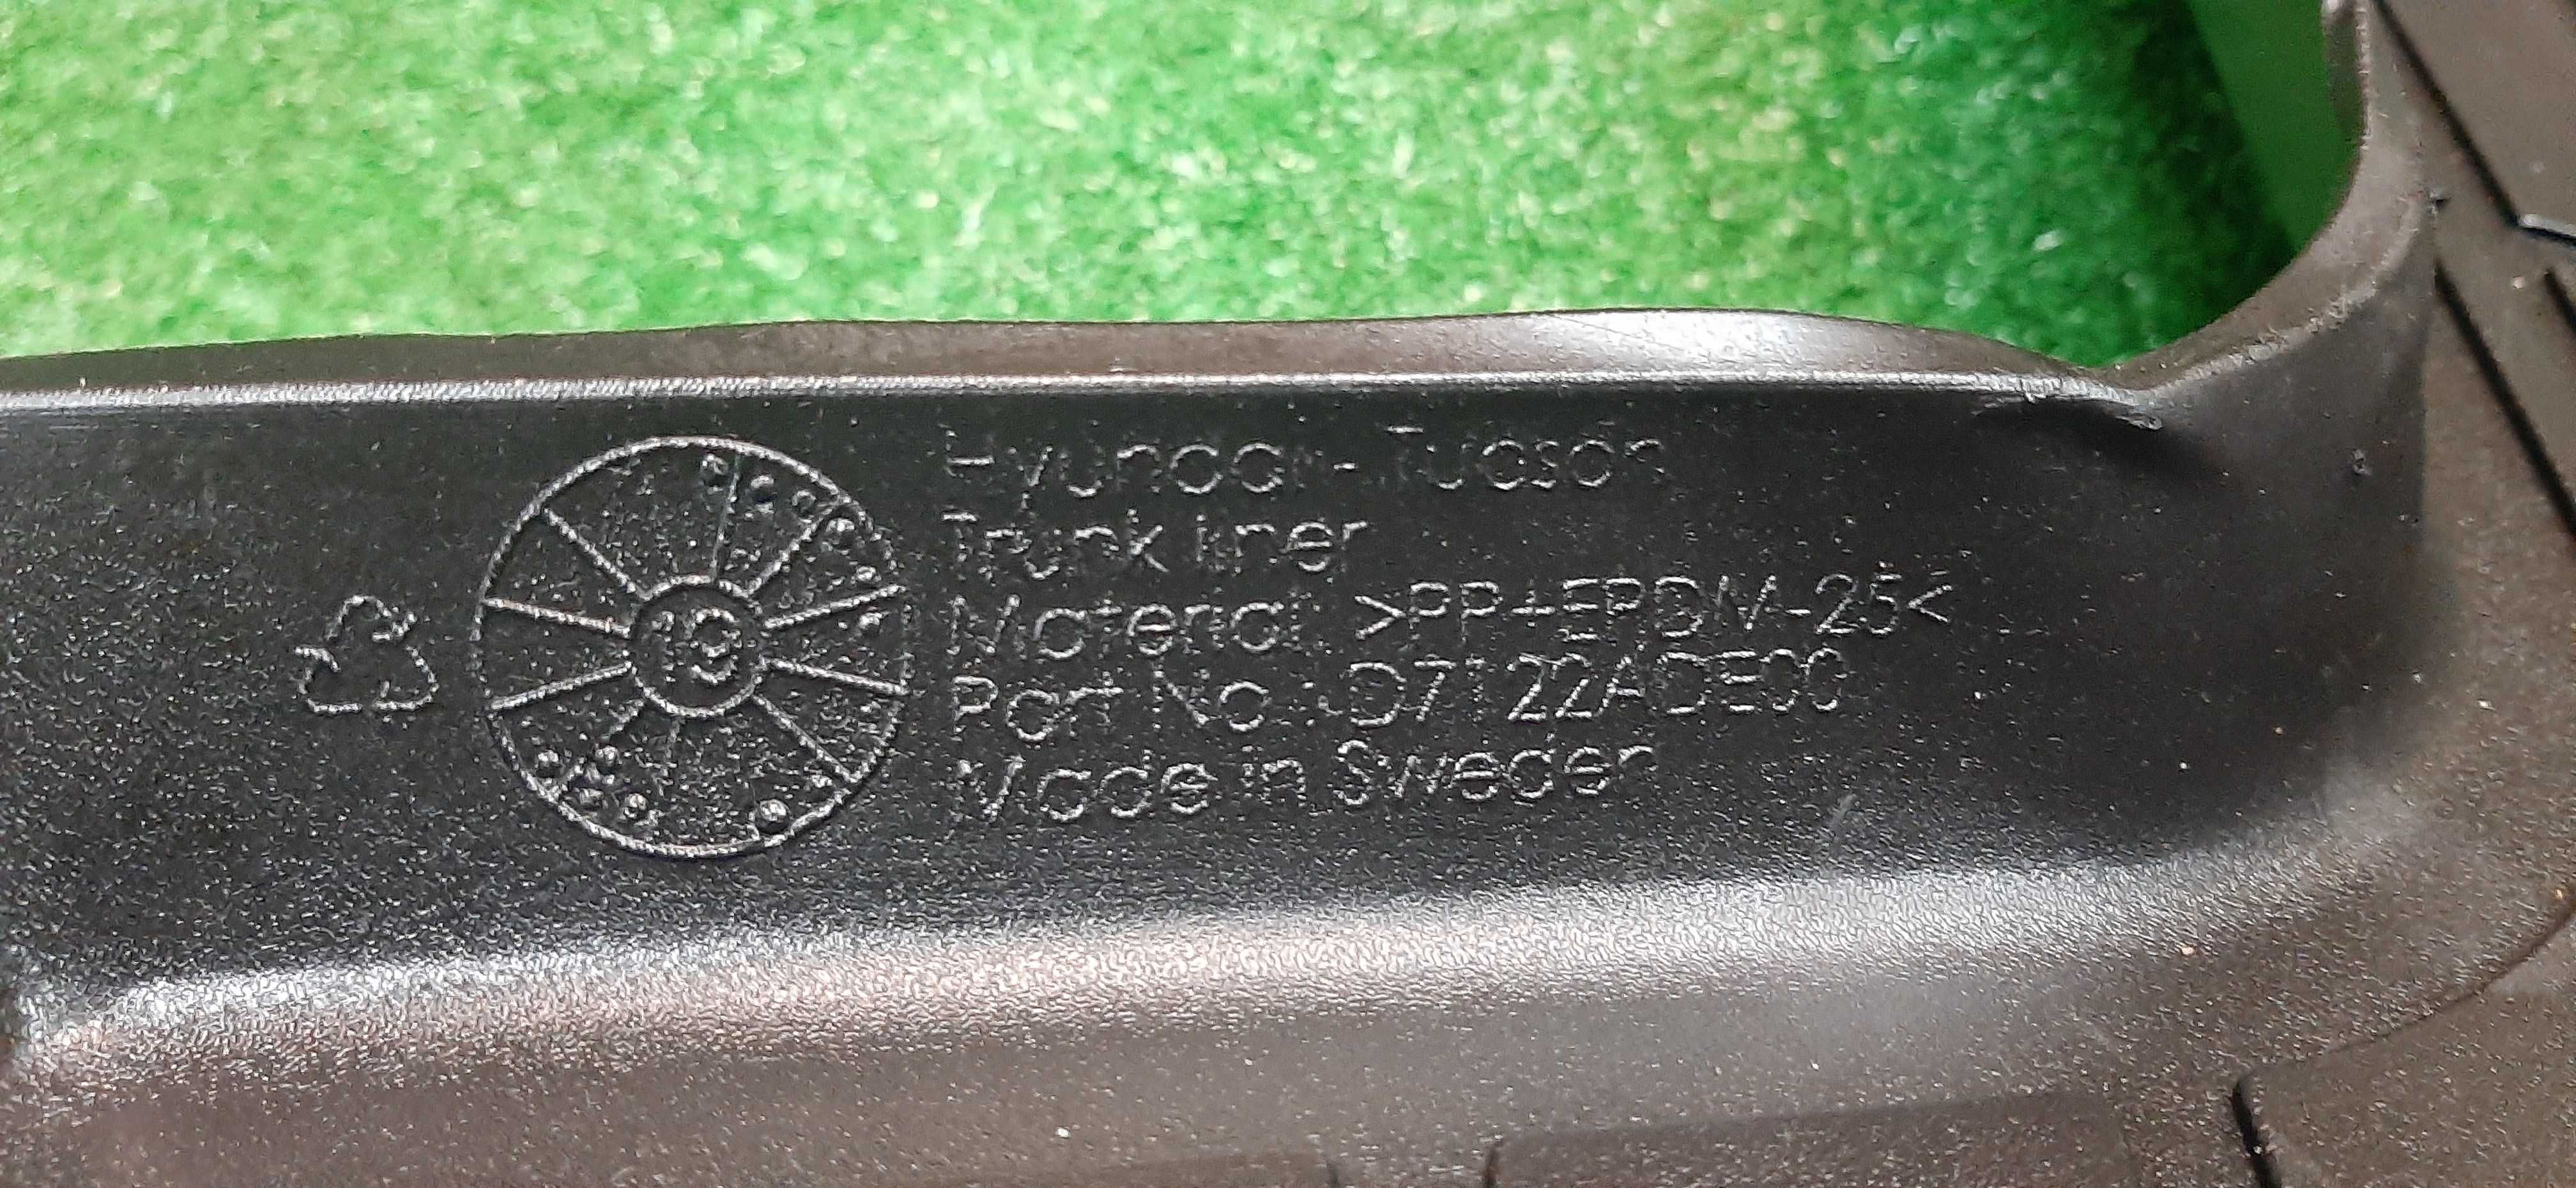 Hyundai - Tucson
Trunk liner
Material: >PP+EPDM-25<
Part No.: D7122ADE00
Made in Sweden
19